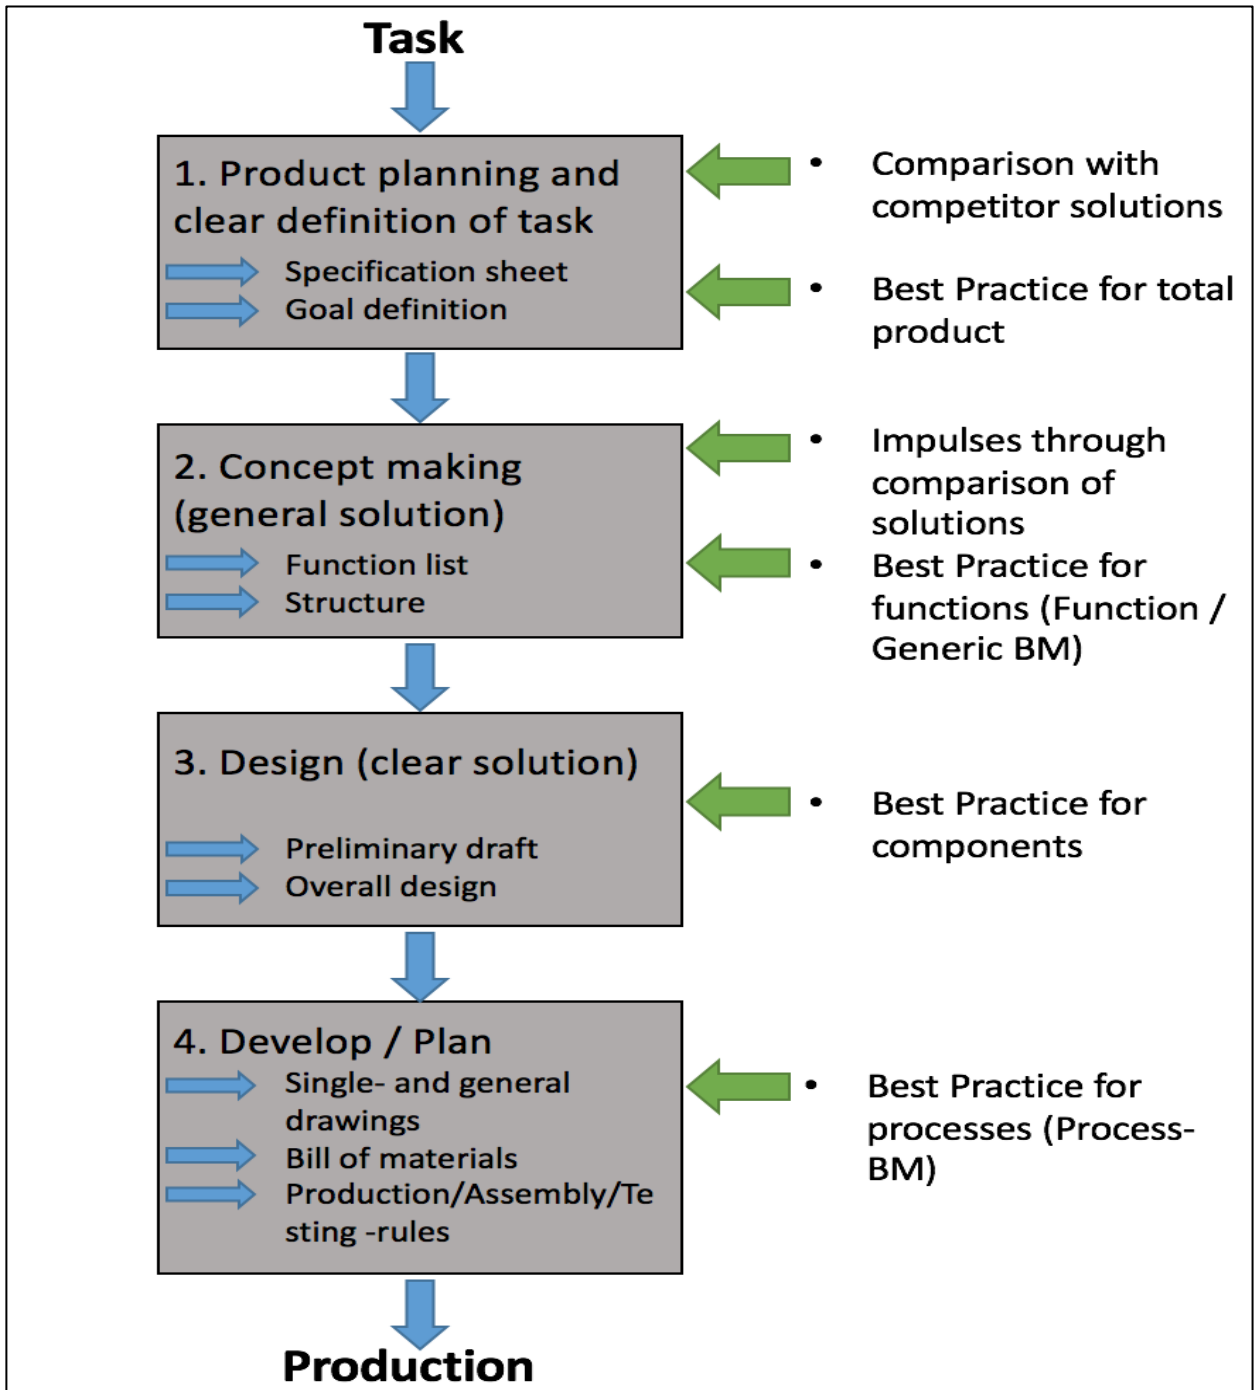 Task
1. Product planning and
clear definition of task
Specification sheet
Goal definition
• Comparison with
competitor solutions
• Best Practice for total
product
2. Concept making
(general solution)
Function list
Structure
• Impulses through
comparison of
solutions
• Best Practice for
functions (Function /
Generic BM)
3. Design (clear solution)
Preliminary draft
Overall design
• Best Practice for
components
4. Develop / Plan
Single- and general
drawings
Bill of materials
Production/Assembly/Te
sting -rules
• Best Practice for
processes (Process-
BM)
Production